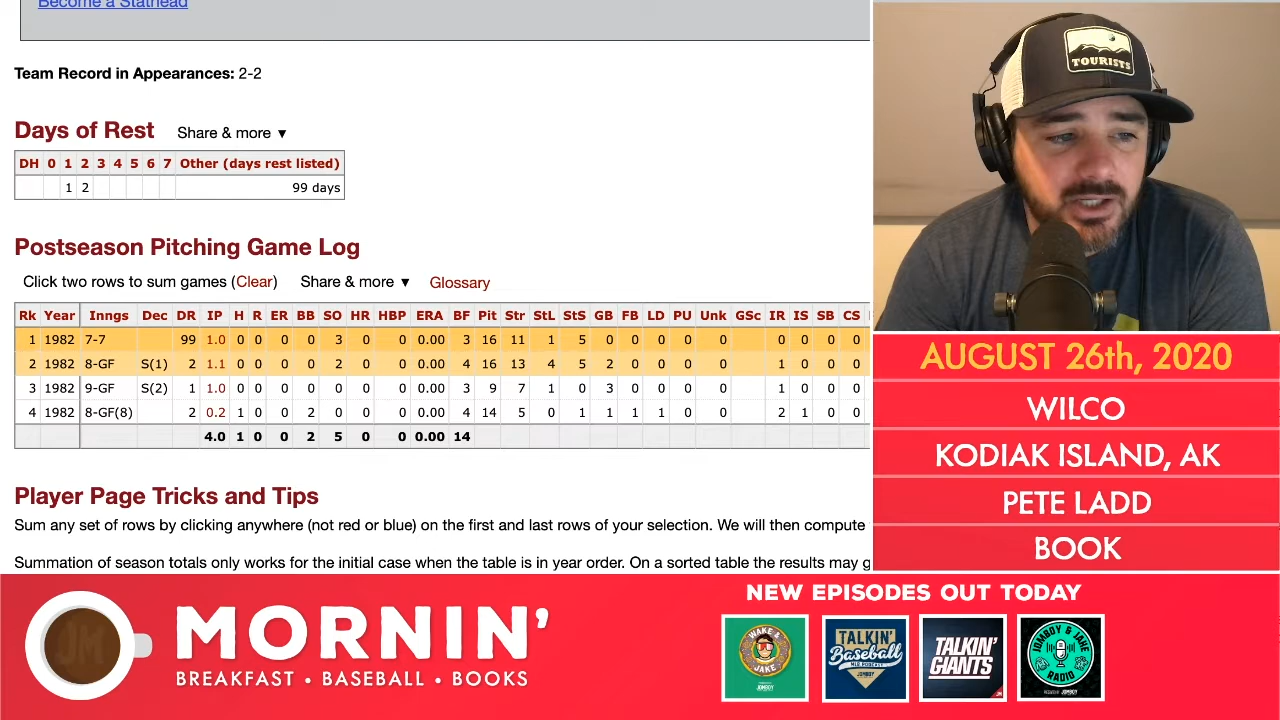 Become a Stathead
Team Record in Appearances: 2-2
Days of Rest Share & more ▼
DH 0 1 2 3 4 5 6 7 Other (days rest listed)
1 2 99 days
Postseason Pitching Game Log
Click two rows to sum games (Clear) Share & more ▼ Glossary
Rk Year Inngs Dec DR IP H R ER BB SO HR HBP ERA BF Pit Str StL StS GB FB LD PU Unk GSc IR IS SB CS
1 1982 7-7 99 1.0 0 0 0 0 3 0 0 0.00 3 16 11 1 5 0 0 0 0 0 0 0 0 0
2 1982 8-GF S(1) 2 1.1 0 0 0 0 2 0 0 0.00 4 16 13 4 5 2 0 0 0 0 1 0 0 0
3 1982 9-GF S(2) 1 1.0 0 0 0 0 0 0 0 0.00 3 9 7 1 0 3 0 0 0 0 1 0 0 0
4 1982 8-GF(8) 2 0.2 1 0 0 2 0 0 0 0.00 4 14 5 0 1 1 1 1 0 0 2 1 0 0
4.0 1 0 0 2 5 0 0 0.00 14
Player Page Tricks and Tips
Sum any set of rows by clicking anywhere (not red or blue) on the first and last rows of your selection. We will then compute
Summation of season totals only works for the initial case when the table is in year order. On a sorted table the results may
TOURISTS
AUGUST 26th, 2020
WILCO
KODIAK ISLAND, AK
PETE LADD
BOOK
JM
MORNIN'
BREAKFAST • BASEBALL • BOOKS
NEW EPISODES OUT TODAY
WAKE &
JAKE
JOMBOY
TALKIN'
Baseball
MLB PODCAST
JOMBOY
TALKIN'
GIANTS
JOMBOY & JAKE
RADIO